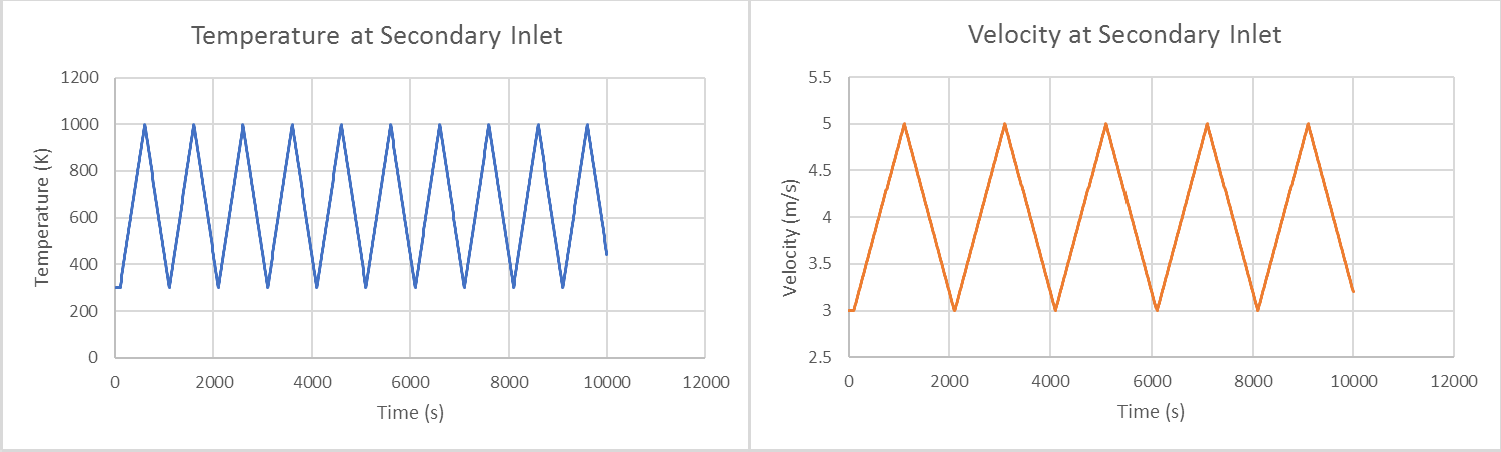 Temperature at Secondary Inlet
1200
1000
800
600
400
200
0
Temperature (K)
0 2000 4000 6000 8000 10000 12000
Time (s)
Velocity at Secondary Inlet
5.5
5
4.5
4
3.5
3
2.5
Velocity (m/s)
0 2000 4000 6000 8000 10000 12000
Time (s)